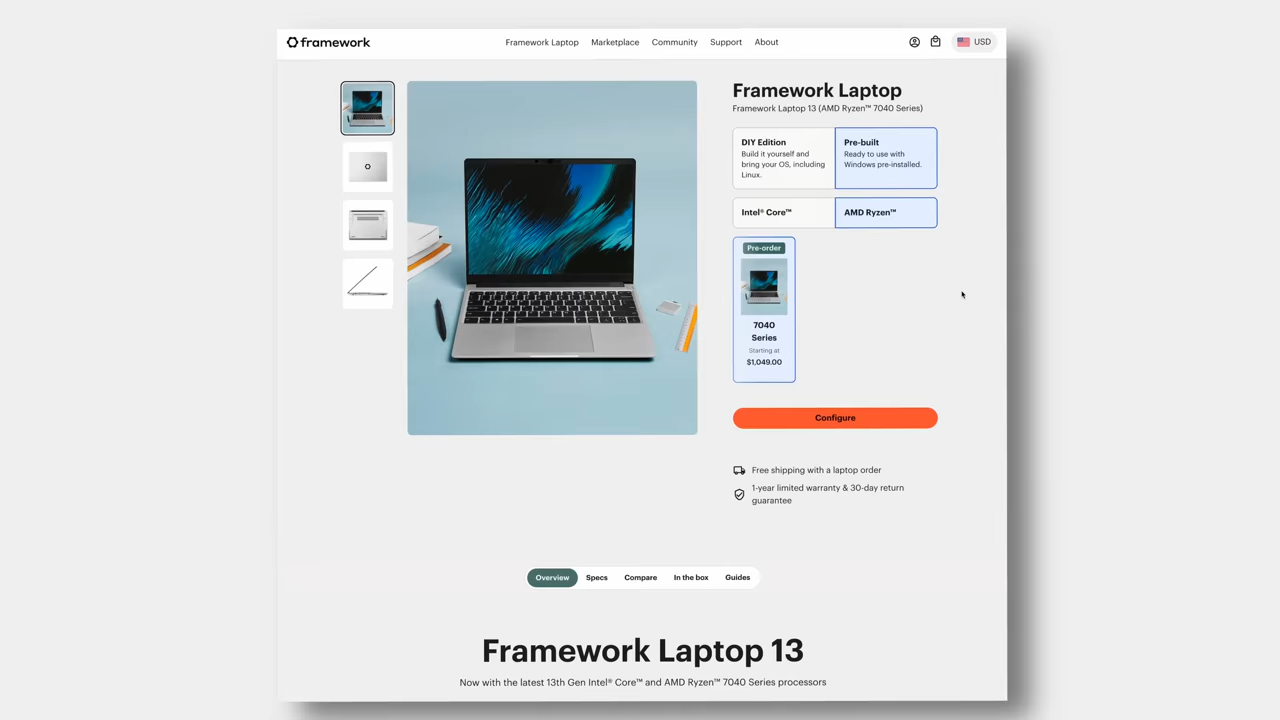 framework
Framework Laptop
Marketplace
Community
Support
About
USD
Framework Laptop
Framework Laptop 13 (AMD Ryzen™ 7040 Series)
DIY Edition
Build it yourself and
bring your OS, including
Linux.
Pre-built
Ready to use with
Windows pre-installed.
Intel® Core™
AMD Ryzen™
Pre-order
7040
Series
Starting at
$1,049.00
Configure
Free shipping with a laptop order
1-year limited warranty & 30-day return
guarantee
Overview
Specs
Compare
In the box
Guides
Framework Laptop 13
Now with the latest 13th Gen Intel® Core™ and AMD Ryzen™ 7040 Series processors